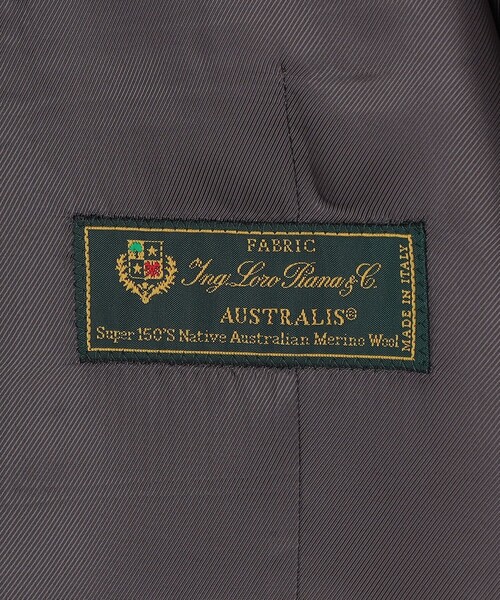 FABRIC
Ing. Loro Piana & C.
AUSTRALIS®
Super 150'S Native Australian Merino Wool
MADE IN ITALY